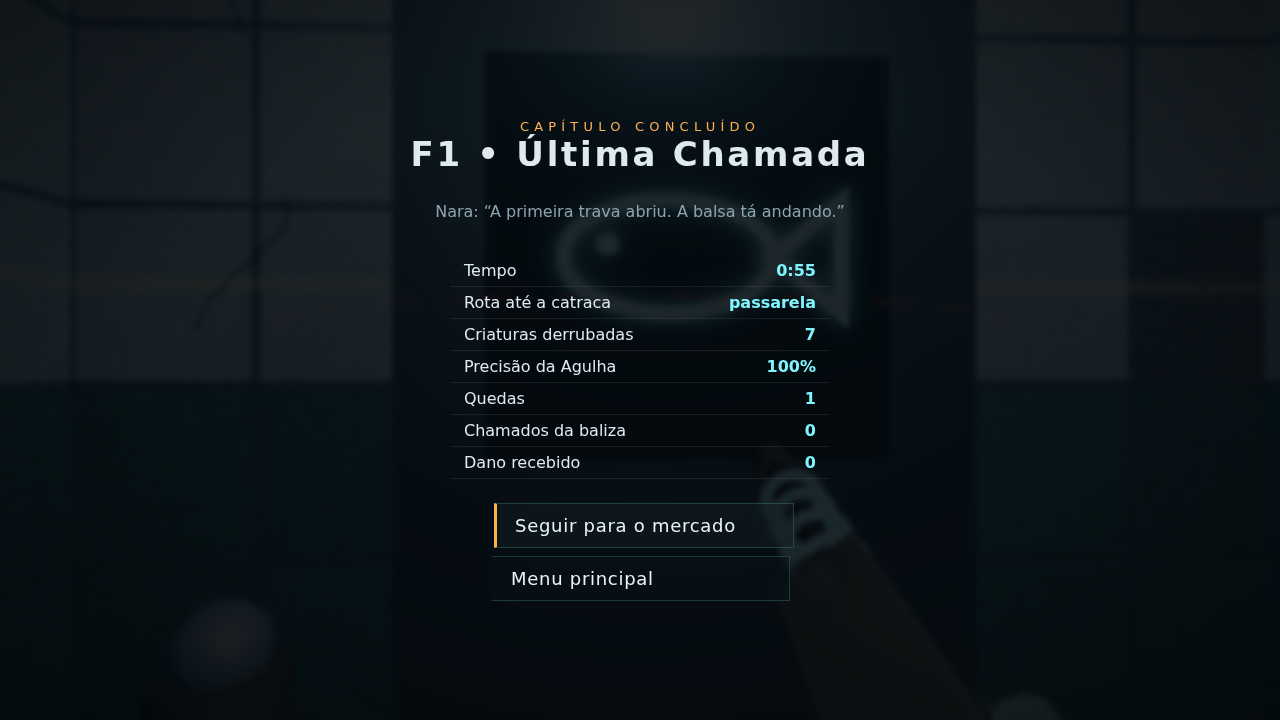 CAPÍTULO CONCLUÍDO
F1 • Última Chamada
Nara: “A primeira trava abriu. A balsa tá andando.”
Tempo 0:55
Rota até a catraca passarela
Criaturas derrubadas 7
Precisão da Agulha 100%
Quedas 1
Chamados da baliza 0
Dano recebido 0
Seguir para o mercado
Menu principal